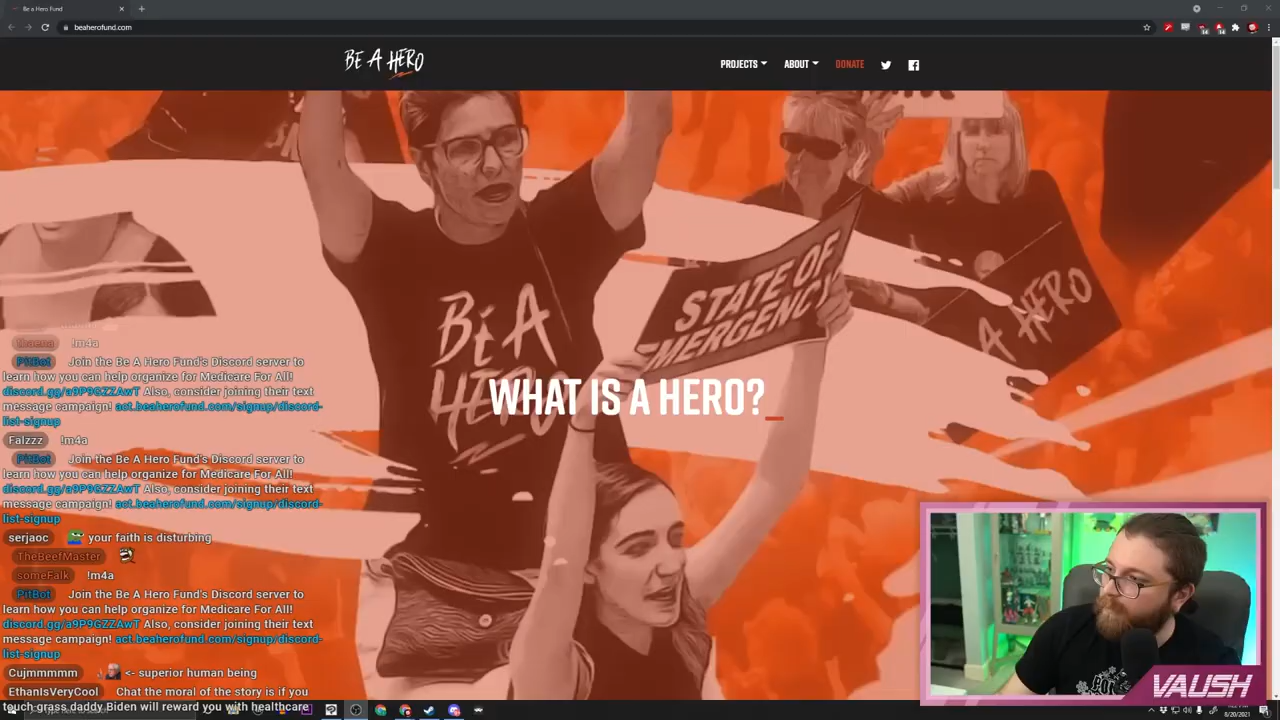 Be a Hero Fund
beaherofund.com
BE A HERO
PROJECTS
ABOUT
DONATE
BE A
HERO
STATE OF
EMERGENCY
A HERO
WHAT IS A HERO?_
!m4a
PitBot Join the Be A Hero Fund's Discord server to
learn how you can help organize for Medicare For All!
discord.gg/a9P9GZZAwT Also, consider joining their text
message campaign! act.beaherofund.com/signup/discord-
list-signup
Falzzz !m4a
PitBot Join the Be A Hero Fund's Discord server to
learn how you can help organize for Medicare For All!
discord.gg/a9P9GZZAwT Also, consider joining their text
message campaign! act.beaherofund.com/signup/discord-
list-signup
serjaoc your faith is disturbing
TheBeefMaster
someFalk !m4a
PitBot Join the Be A Hero Fund's Discord server to
learn how you can help organize for Medicare For All!
discord.gg/a9P9GZZAwT Also, consider joining their text
message campaign! act.beaherofund.com/signup/discord-
list-signup
Cujmmmmm <- superior human being
EthanIsVeryCool Chat the moral of the story is if you
touch grass daddy Biden will reward you with healthcare
VAUSH
8/20/2021